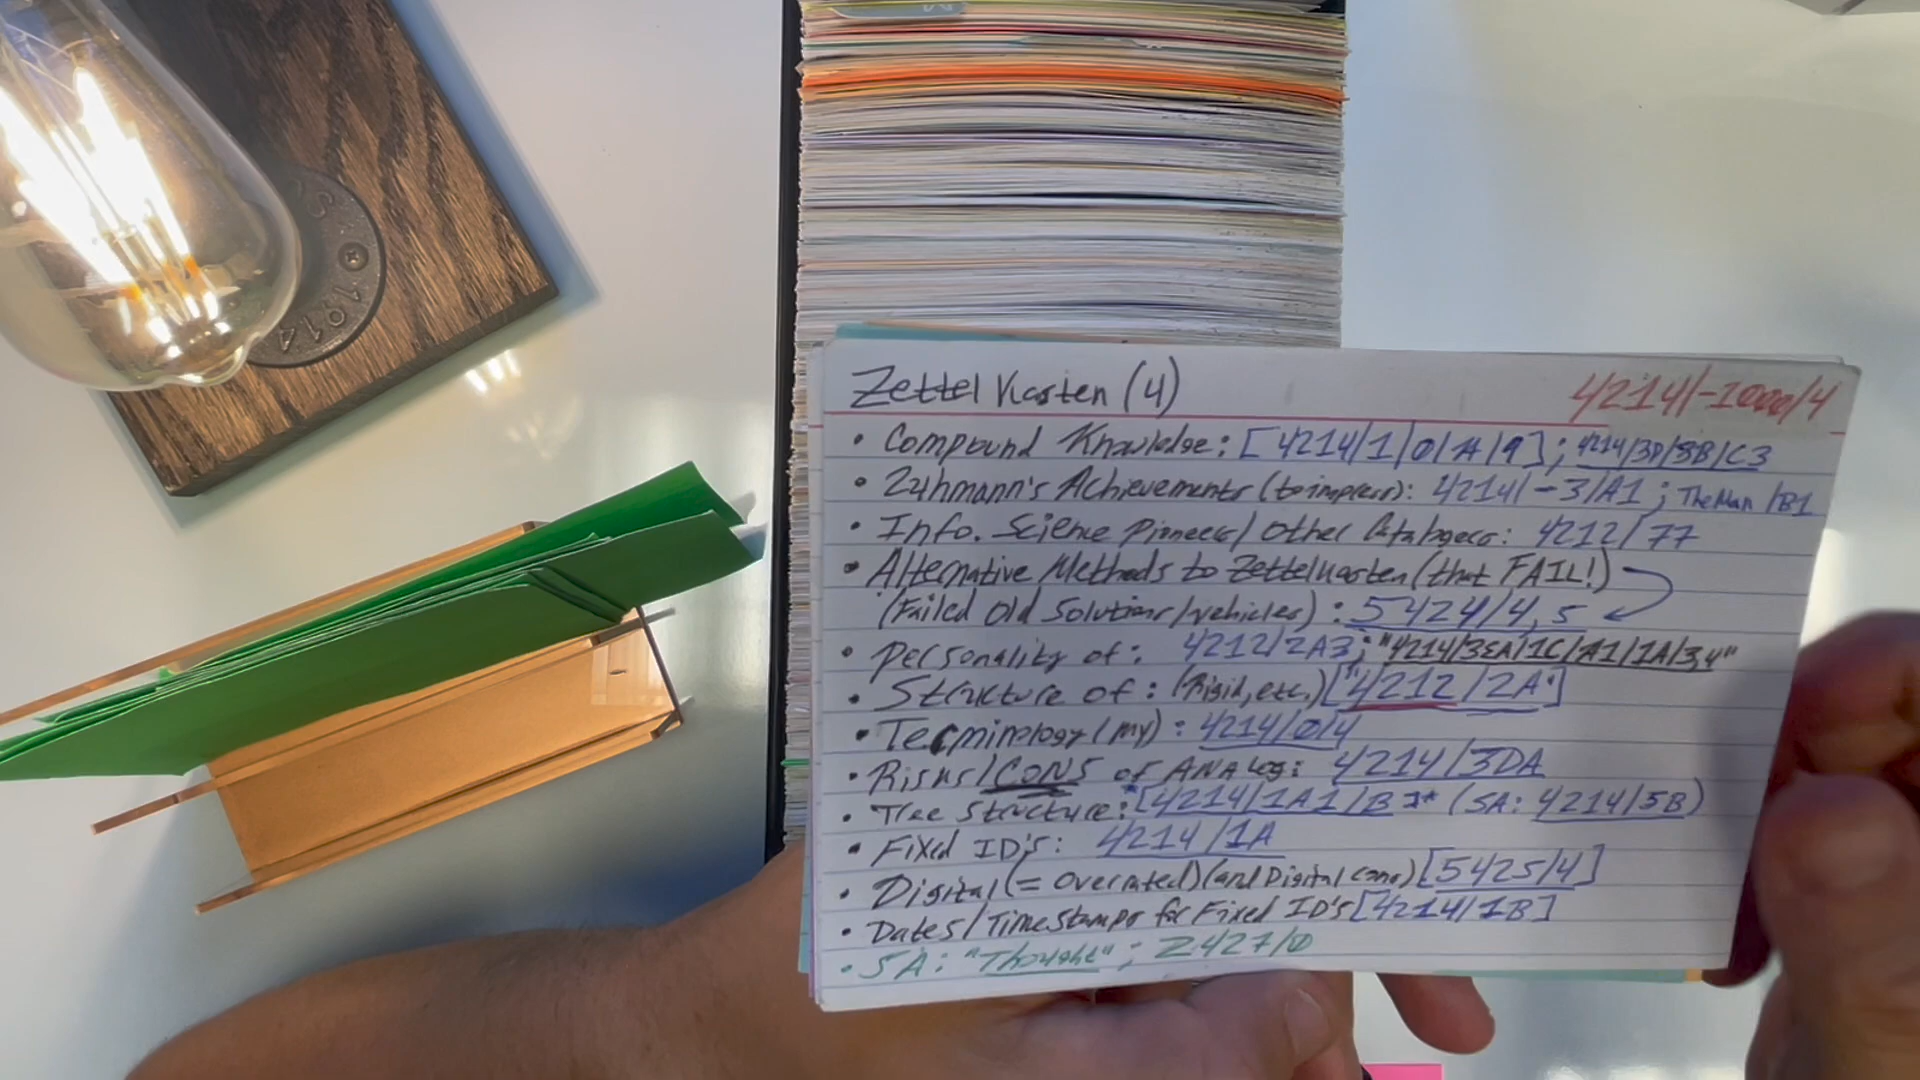 Zettelkasten (4) 4214/-1000/4
• Compound Knowledge: [4214/1/0/A/9]; 4214/3D/8B/C3
• Luhmann's Achievements (to impress): 4214/-3/A1; The Man /B1
• Info. Science Pioneers/Other Catalogers: 4212/77
• Alternative Methods to Zettelkasten (that FAIL!)
(Failed Old Solutions/vehicles): 5424/4,5
• Personality of: 4212/2A3; "4214/3EA/1C/A1/1A/3,4"
• Structure of: (Rigid, etc.) ["4212/2A"]
• Terminology (my): 4214/0/4
• Risks/CONS of ANALOG: 4214/3DA
• Tree Structure: *[4214/1A1/B]* (SA: 4214/5B)
• Fixed ID's: 4214/1A
• Digital (= overrated) (and Digital cons) [5425/4]
• Dates/Timestamps for Fixed ID's [4214/1B]
• SA: "Thought"; 2427/0
1914